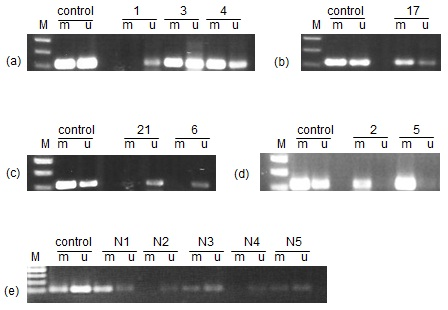 control 1 3 4
M m u m u m u m u
(a)
control 17
M m u m u
(b)
control 21 6
M m u m u m u
(c)
control 2 5
M m u m u m u
(d)
control N1 N2 N3 N4 N5
M m u m u m u m u m u m u
(e)